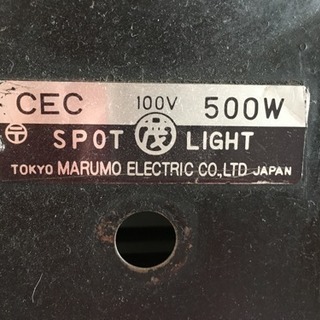 CEC 100V 500W
〒 SPOT 茂 LIGHT
TOKYO MARUMO ELECTRIC CO.,LTD JAPAN